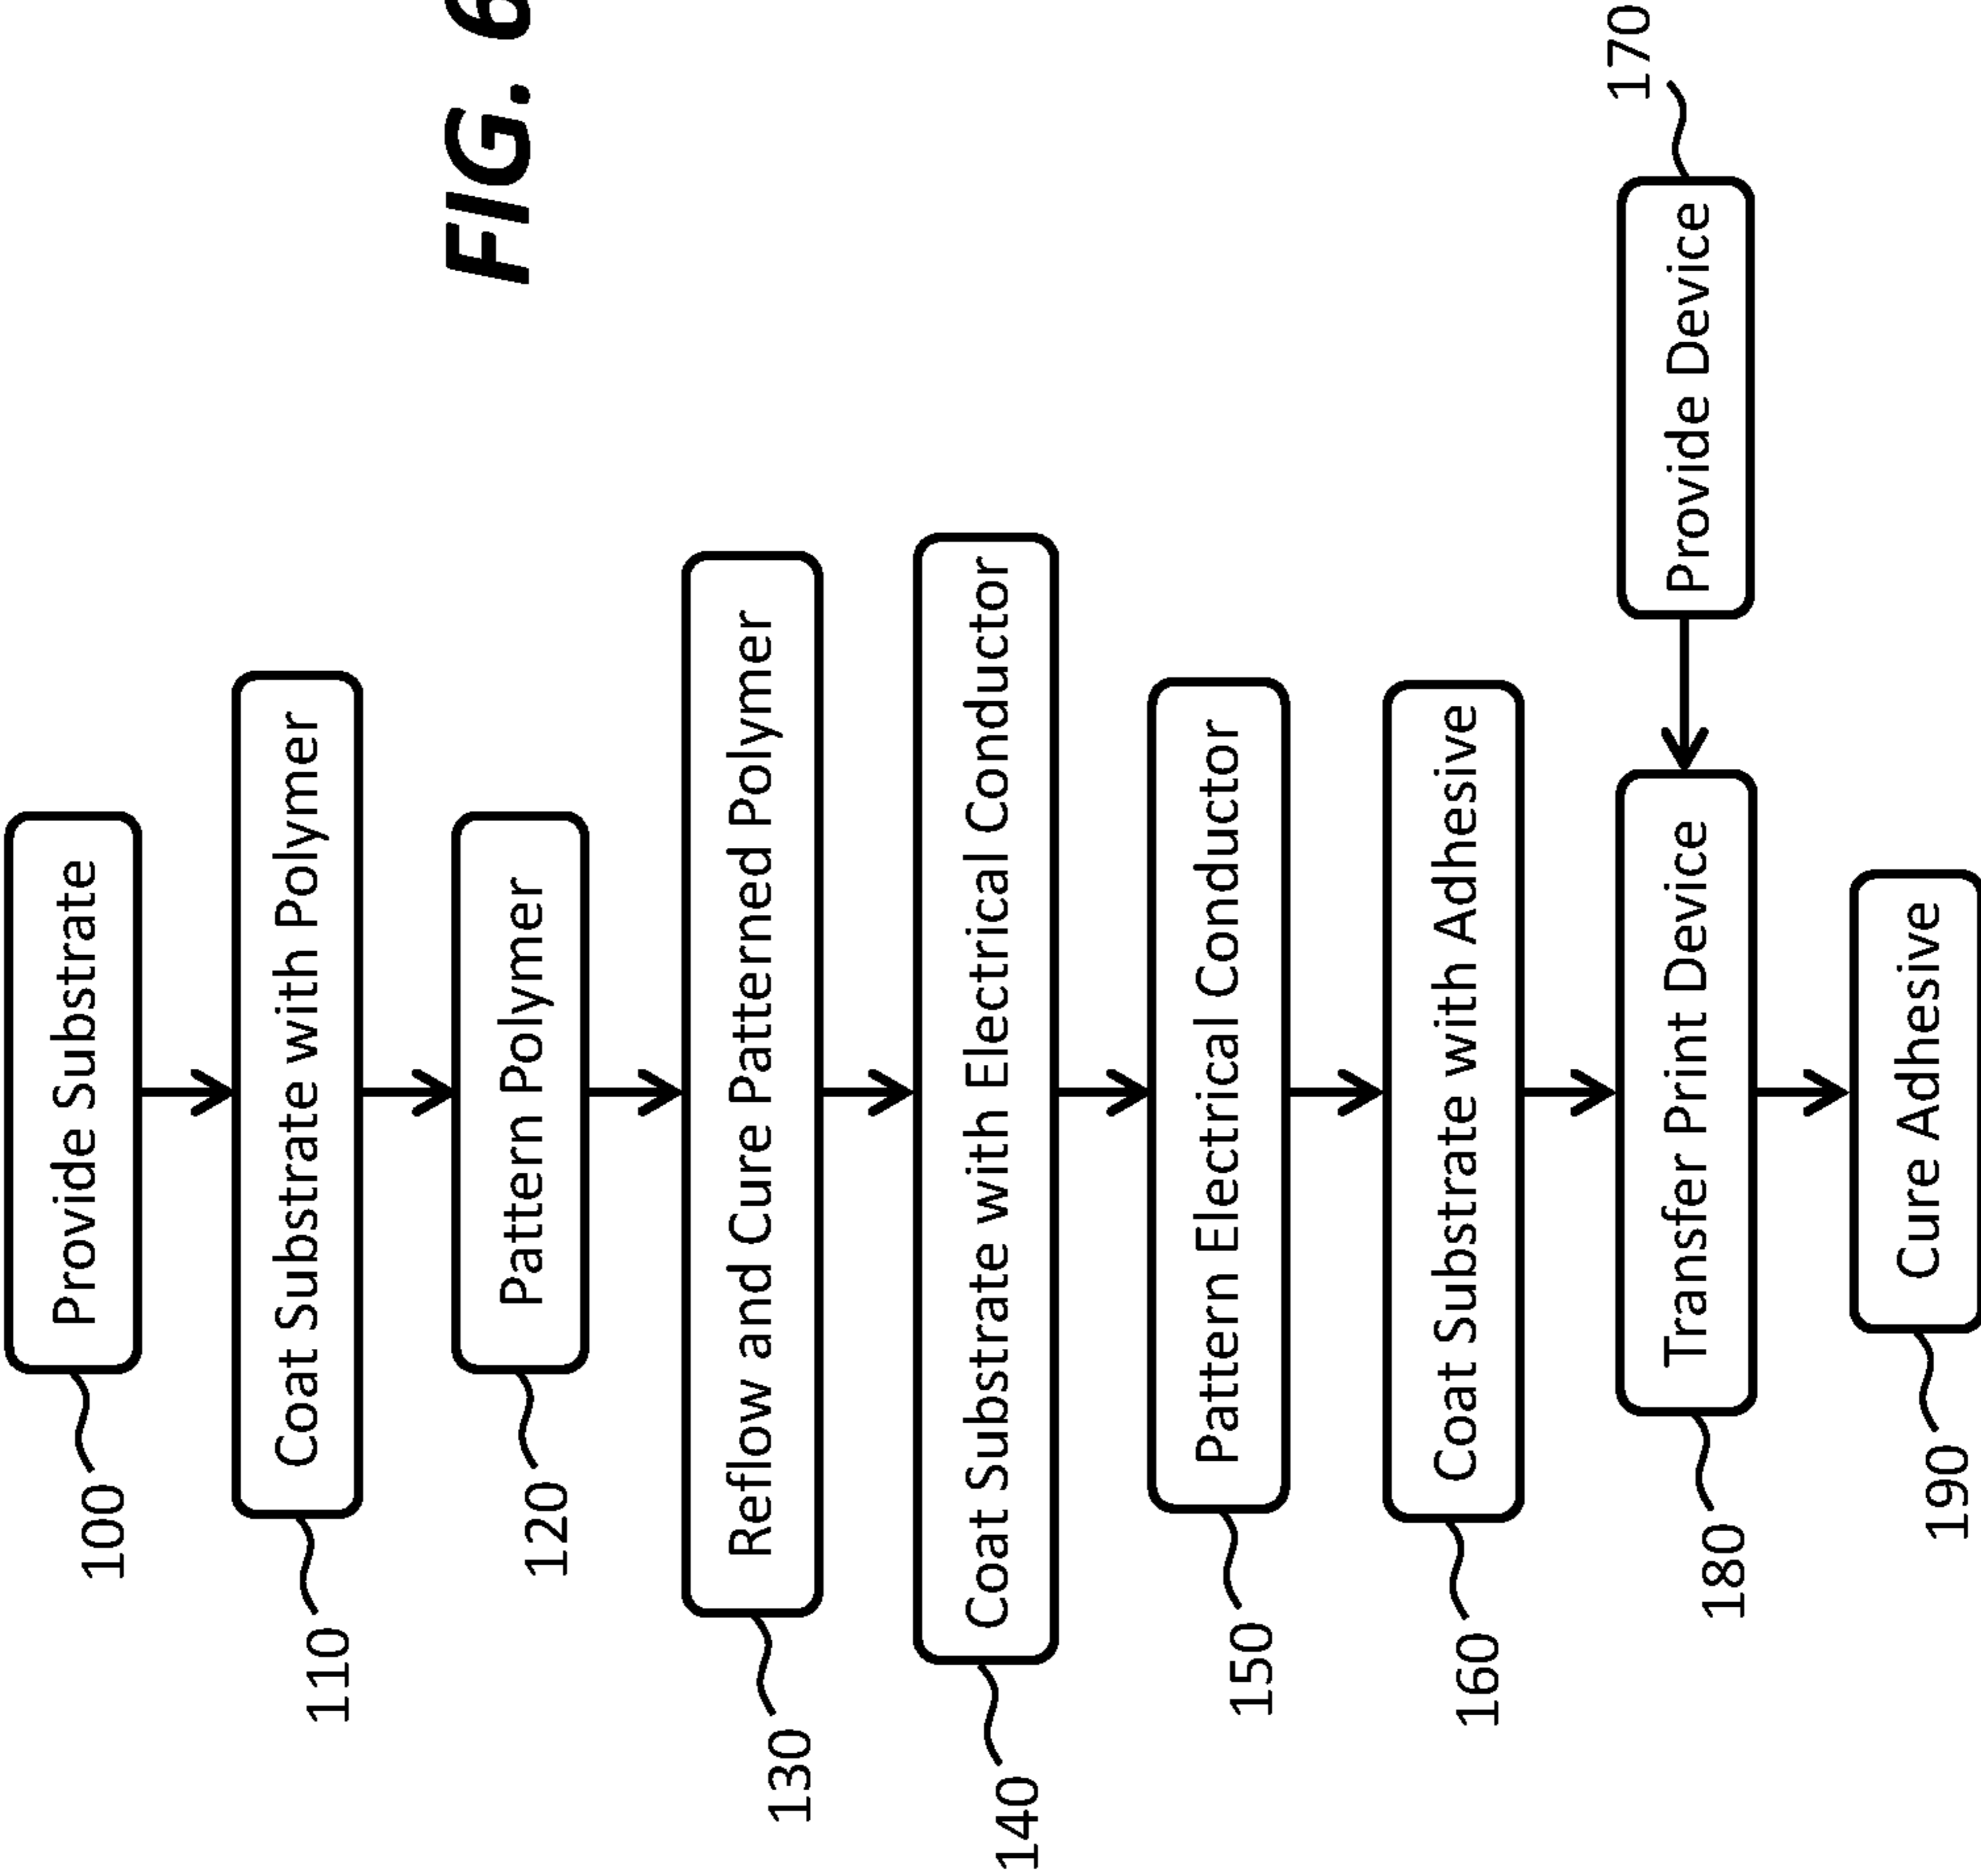 100
Provide Substrate
110
Coat Substrate with Polymer
120
Pattern Polymer
FIG. 6
130
Reflow and Cure Patterned Polymer
140
Coat Substrate with Electrical Conductor
150
Pattern Electrical Conductor
160
Coat Substrate with Adhesive
180
Transfer Print Device
Provide Device
170
190
Cure Adhesive